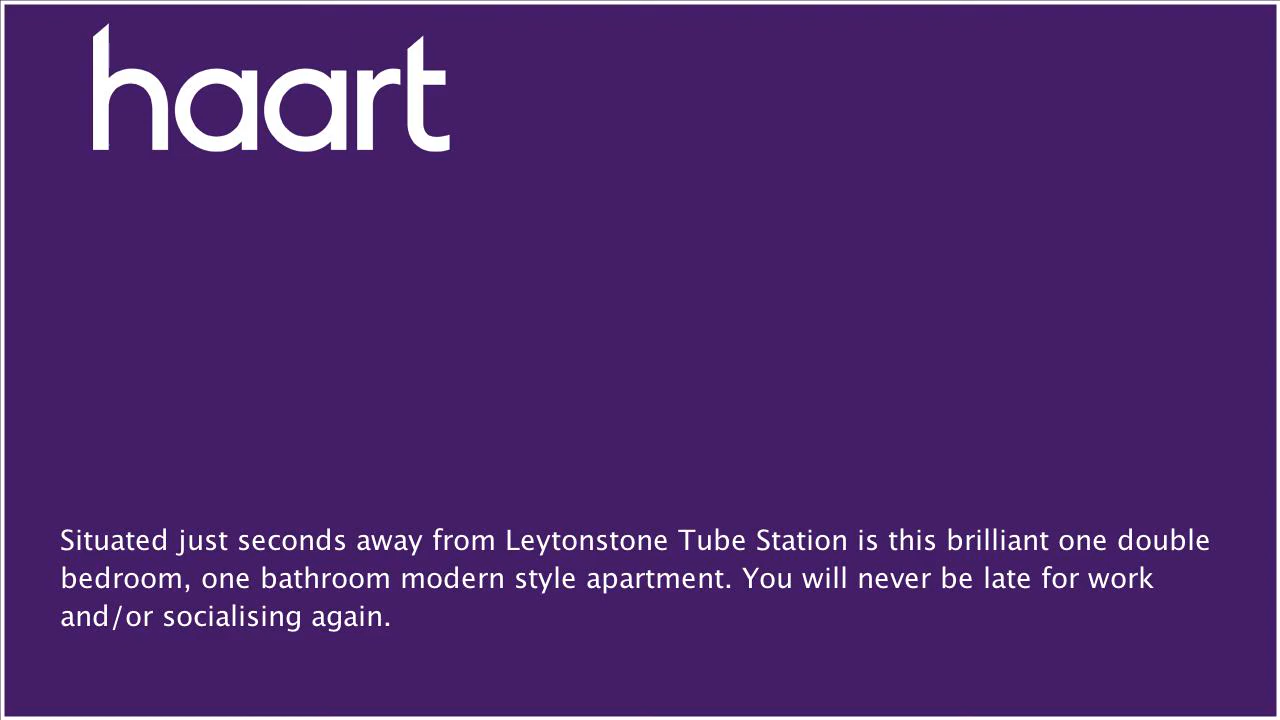 haart
Situated just seconds away from Leytonstone Tube Station is this brilliant one double
bedroom, one bathroom modern style apartment. You will never be late for work
and/or socialising again.